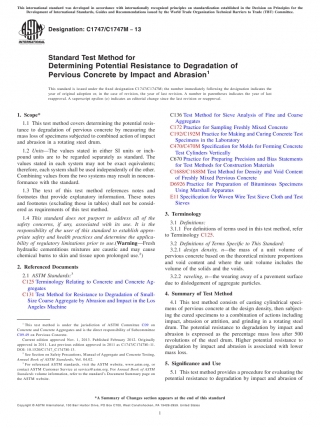 This international standard was developed in accordance with internationally recognized principles on standardization established in the Decision on Principles for the
Development of International Standards, Guides and Recommendations issued by the World Trade Organization Technical Barriers to Trade (TBT) Committee.
Designation: C1747/C1747M − 13
INTERNATIONAL
Standard Test Method for
Determining Potential Resistance to Degradation of
Pervious Concrete by Impact and Abrasion1
This standard is issued under the fixed designation C1747/C1747M; the number immediately following the designation indicates the
year of original adoption or, in the case of revision, the year of last revision. A number in parentheses indicates the year of last
reapproval. A superscript epsilon (ε) indicates an editorial change since the last revision or reapproval.
1. Scope*
1.1 This test method covers determining the potential resis-
tance to degradation of pervious concrete by measuring the
mass loss of specimens subjected to combined action of impact
and abrasion in a rotating steel drum.
1.2 Units—The values stated in either SI units or inch-
pound units are to be regarded separately as standard. The
values stated in each system may not be exact equivalents;
therefore, each system shall be used independently of the other.
Combining values from the two systems may result in noncon-
formance with the standard.
1.3 The text of this test method references notes and
footnotes that provide explanatory information. These notes
and footnotes (excluding those in tables) shall not be consid-
ered as requirements of this test method.
1.4 This standard does not purport to address all of the
safety concerns, if any, associated with its use. It is the
responsibility of the user of this standard to establish appro-
priate safety and health practices and determine the applica-
bility of regulatory limitations prior to use. (Warning—Fresh
hydraulic cementitious mixtures are caustic and may cause
chemical burns to skin and tissue upon prolonged use.2)
2. Referenced Documents
2.1 ASTM Standards:3
C125 Terminology Relating to Concrete and Concrete Ag-
gregates
C131 Test Method for Resistance to Degradation of Small-
Size Coarse Aggregate by Abrasion and Impact in the Los
Angeles Machine
1 This test method is under the jurisdiction of ASTM Committee C09 on
Concrete and Concrete Aggregates and is the direct responsibility of Subcommittee
C09.49 on Pervious Concrete.
Current edition approved
2013. Published February 2013. Originally
approved in 2011. Last previous edition approved in 2011 as C1747/C1747M–11.
DOI: 10.1520/C1747_C1747M-13.
2 See Section on Safety Precautions, Manual of Aggregate and Concrete Testing,
Annual Book of ASTM Standards, Vol. 04.02.
3 For referenced ASTM standards, visit the ASTM website, www.astm.org, or
contact ASTM Customer Service at service@astm.org. For Annual Book of ASTM
Standards volume information, refer to the standard's Document Summary page on
the ASTM website.
C136 Test Method for Sieve Analysis of Fine and Coarse
Aggregates
C172 Practice for Sampling Freshly Mixed Concrete
C192/C192M Practice for Making and Curing Concrete Test
Specimens in the Laboratory
C470/C470M Specification for Molds for Forming Concrete
Test Cylinders Vertically
C670 Practice for Preparing Precision and Bias Statements
for Test Methods for Construction Materials
C1688/C1688M Test Method for Density and Void Content
of Freshly Mixed Pervious Concrete
D6926 Practice for Preparation of Bituminous Specimens
Using Marshall Apparatus
E11 Specification for Woven Wire Test Sieve Cloth and Test
Sieves
3. Terminology
3.1 Definitions:
3.1.1 For definitions of terms used in this test method, refer
to Terminology C125.
3.2 Definitions of Terms Specific to This Standard:
3.2.1 design density, n—the mass of a unit volume of
pervious concrete based on the theoretical mixture proportions
and void content and where the unit volume includes the
volume of the solids and the voids.
3.2.2 raveling, n—the wearing away of a pavement surface
due to dislodgement of aggregate particles.
4. Summary of Test Method
4.1 This test method consists of casting cylindrical speci-
mens of pervious concrete at the design density, then subject-
ing the cured specimens to a combination of actions including
impact, abrasion or attrition, and grinding in a rotating steel
drum. The potential resistance to degradation by impact and
abrasion is expressed as the percentage mass loss after 500
revolutions of the steel drum. Higher potential resistance to
degradation by impact and abrasion is associated with lower
mass loss.
5. Significance and Use
5.1 This test method provides a procedure for evaluating the
potential resistance to degradation by impact and abrasion of
*A Summary of Changes section appears at the end of this standard
Copyright © ASTM International, 100 Barr Harbor Drive, PO Box C700, West Conshohocken, PA 19428-2959. United States
1